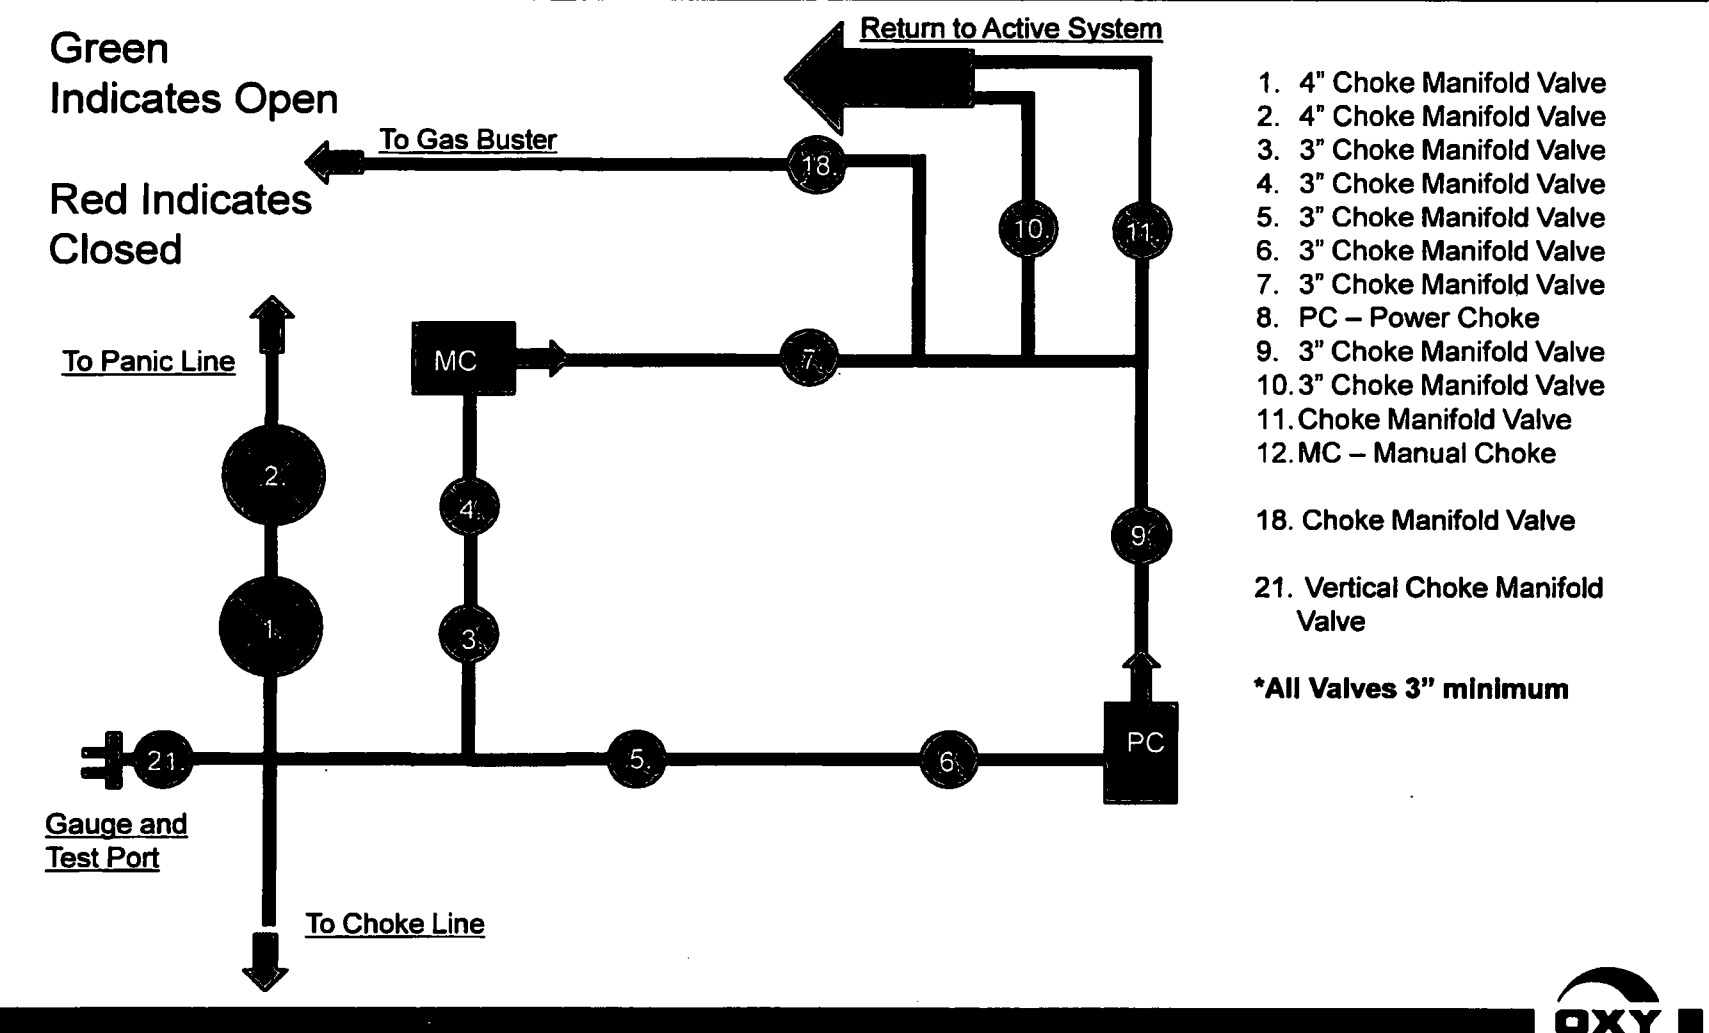 Green
Indicates Open
Red Indicates
Closed
Return to Active System
To Gas Buster
18.
10.
11.
To Panic Line
MC
7.
2.
4.
9.
1.
3.
21.
5.
6.
PC
Gauge and
Test Port
To Choke Line
1. 4" Choke Manifold Valve
2. 4" Choke Manifold Valve
3. 3" Choke Manifold Valve
4. 3" Choke Manifold Valve
5. 3" Choke Manifold Valve
6. 3" Choke Manifold Valve
7. 3" Choke Manifold Valve
8. PC – Power Choke
9. 3" Choke Manifold Valve
10. 3" Choke Manifold Valve
11. Choke Manifold Valve
12. MC – Manual Choke
18. Choke Manifold Valve
21. Vertical Choke Manifold
Valve
*All Valves 3" minimum
OXY